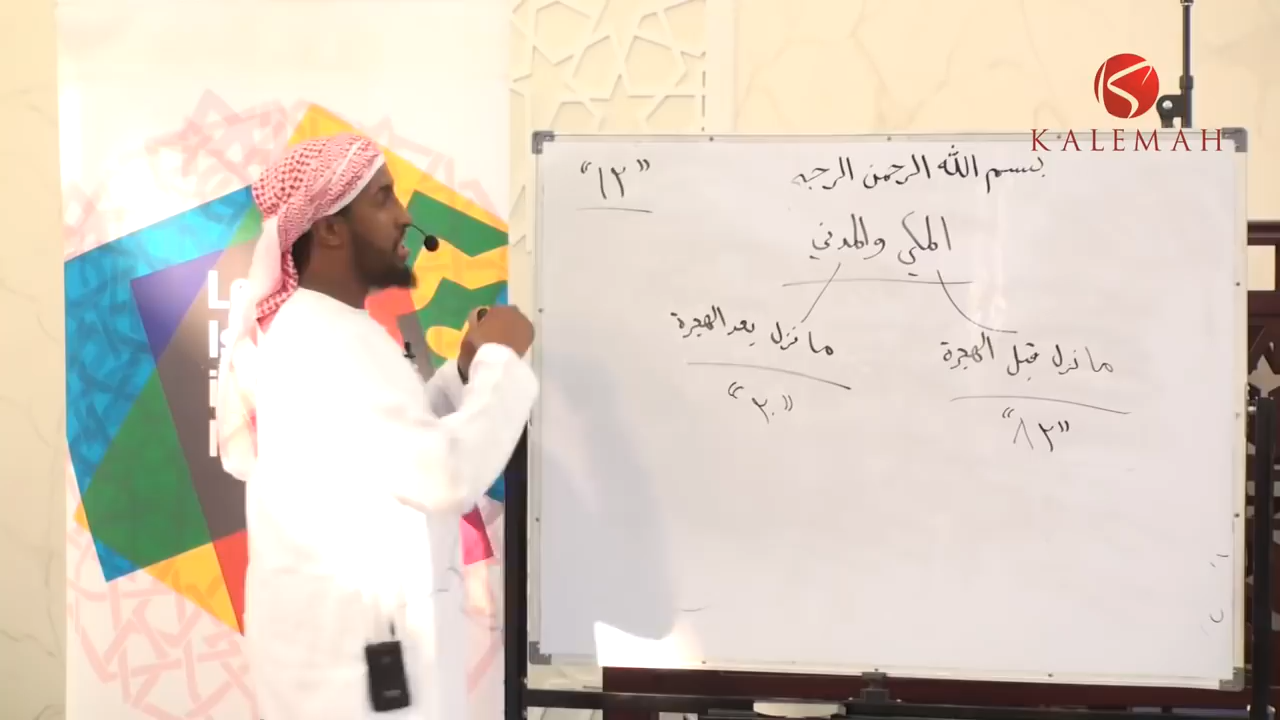 KALEMAH
بسم الله الرحمن الرحيم
"١٢"
المكي والمدني
ما نزل قبل الهجرة
"٨٢"
ما نزل بعد الهجرة
"٢٠"